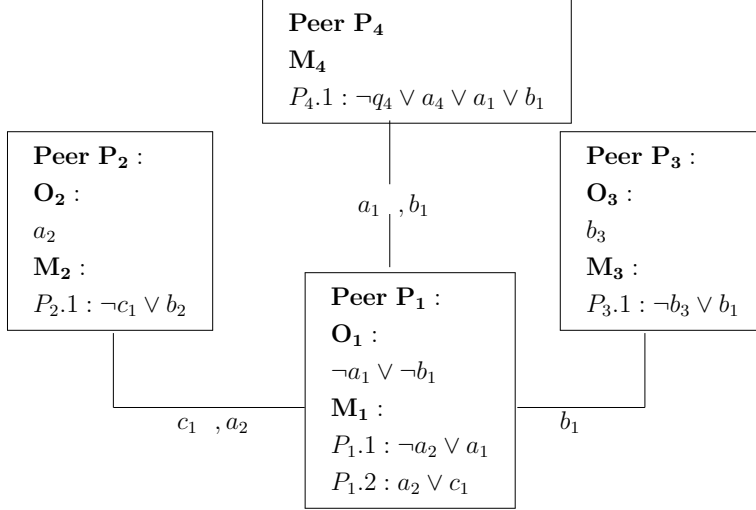 Peer P₄
M₄
P₄.1 : ¬q₄ ∨ a₄ ∨ a₁ ∨ b₁
Peer P₂ :
O₂ :
a₂
M₂ :
P₂.1 : ¬c₁ ∨ b₂
Peer P₃ :
O₃ :
b₃
M₃ :
P₃.1 : ¬b₃ ∨ b₁
a₁ , b₁
Peer P₁ :
O₁ :
¬a₁ ∨ ¬b₁
M₁ :
P₁.1 : ¬a₂ ∨ a₁
P₁.2 : a₂ ∨ c₁
c₁ , a₂
b₁